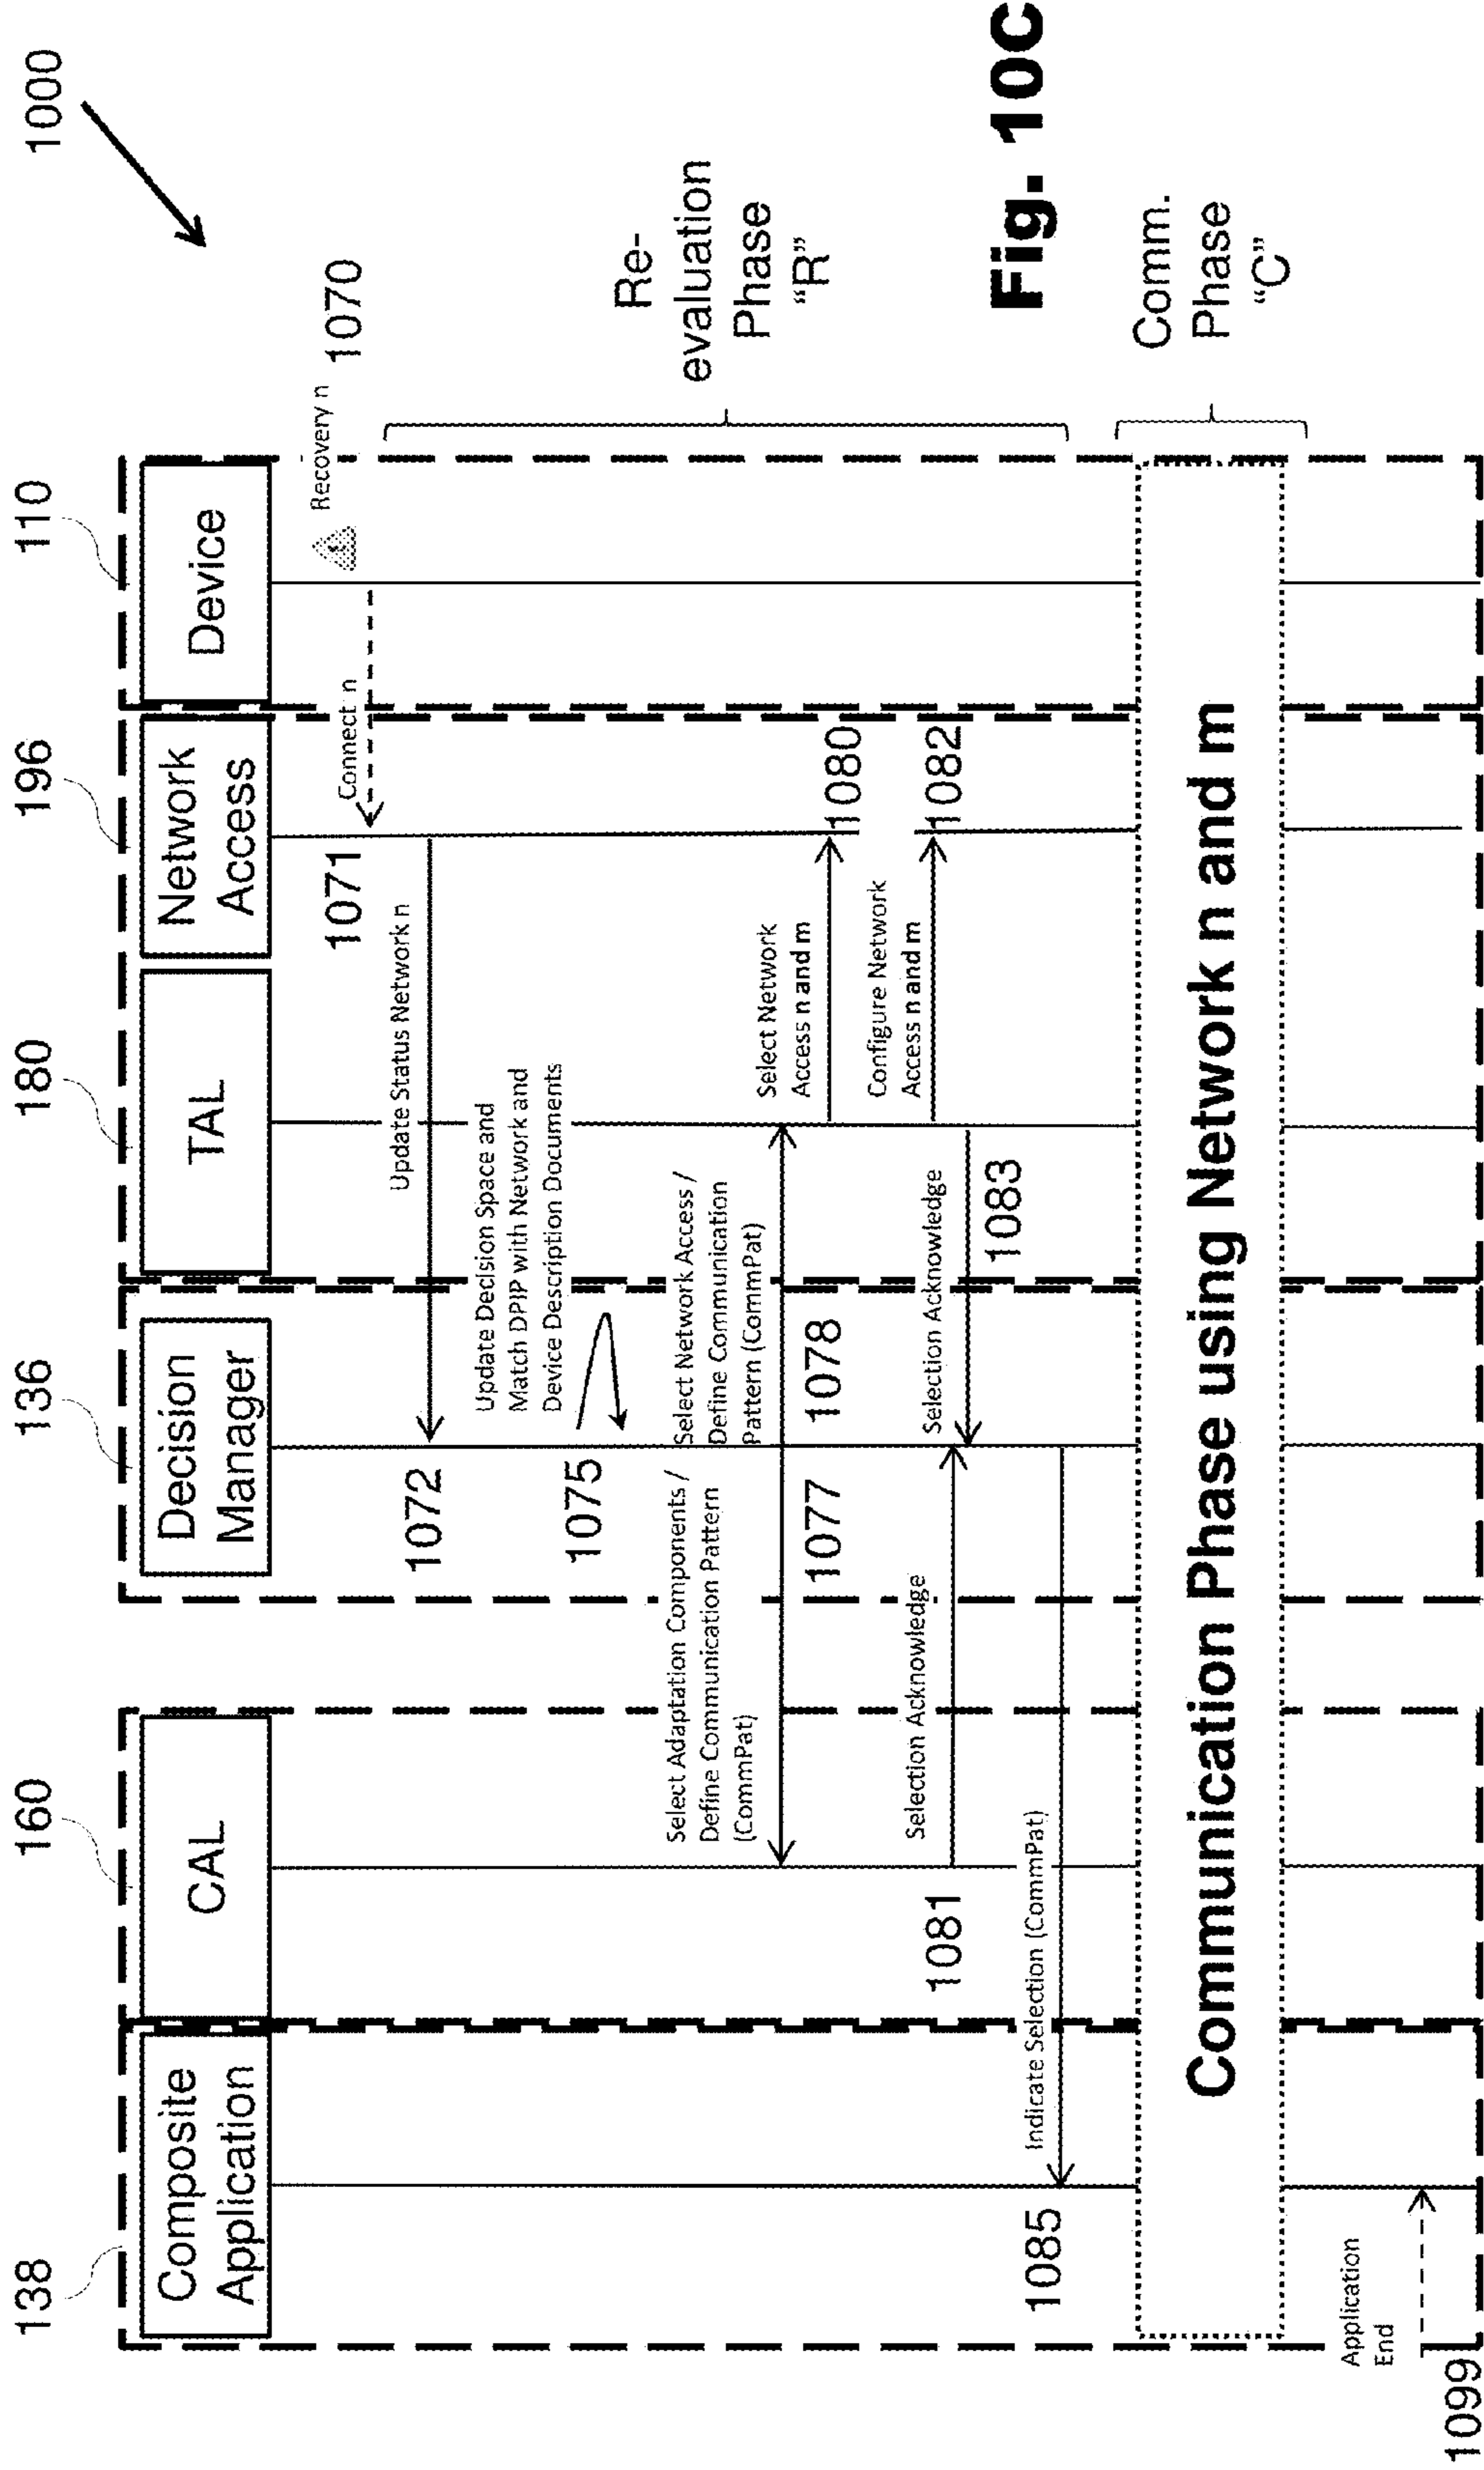 1000
138
160
136
180
196
110
Composite
Application
CAL
Decision
Manager
TAL
Network
Access
Device
Recovery n
1070
Connect n
1071
Update Status Network n
1072
Update Decision Space and
Match DPIP with Network and
Device Description Documents
1075
Select Adaptation Components /
Define Communication Pattern
(CommPat)
Select Network Access /
Define Communication
Pattern (CommPat)
1077
1078
Select Network
Access n and m
1080
Configure Network
Access n and m
1082
Selection Acknowledge
1081
Selection Acknowledge
1083
Indicate Selection (CommPat)
1085
Re-
evaluation
Phase
“R”
Communication Phase using Network n and m
Comm.
Phase
“C”
Application
End
1099
Fig. 10C